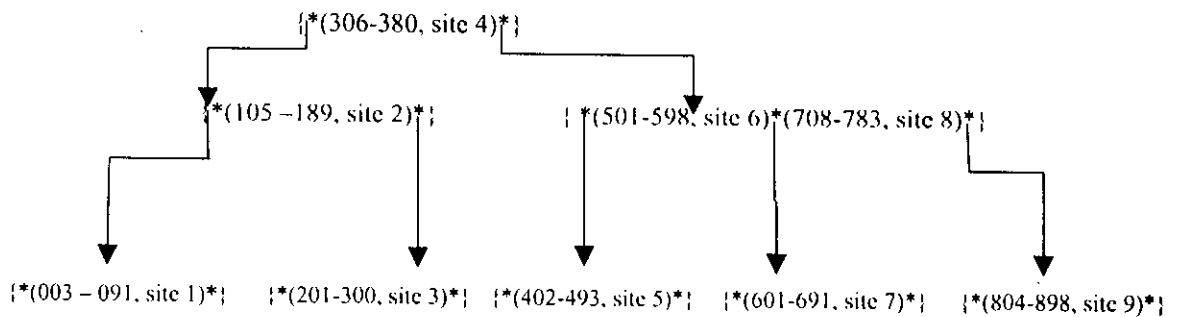 {*(306-380, site 4)*}
{*(105 –189, site 2)*} { *(501-598, site 6)*(708-783, site 8)*}
{*(003 – 091, site 1)*} {*(201-300, site 3)*} {*(402-493, site 5)*} {*(601-691, site 7)*} {*(804-898, site 9)*}